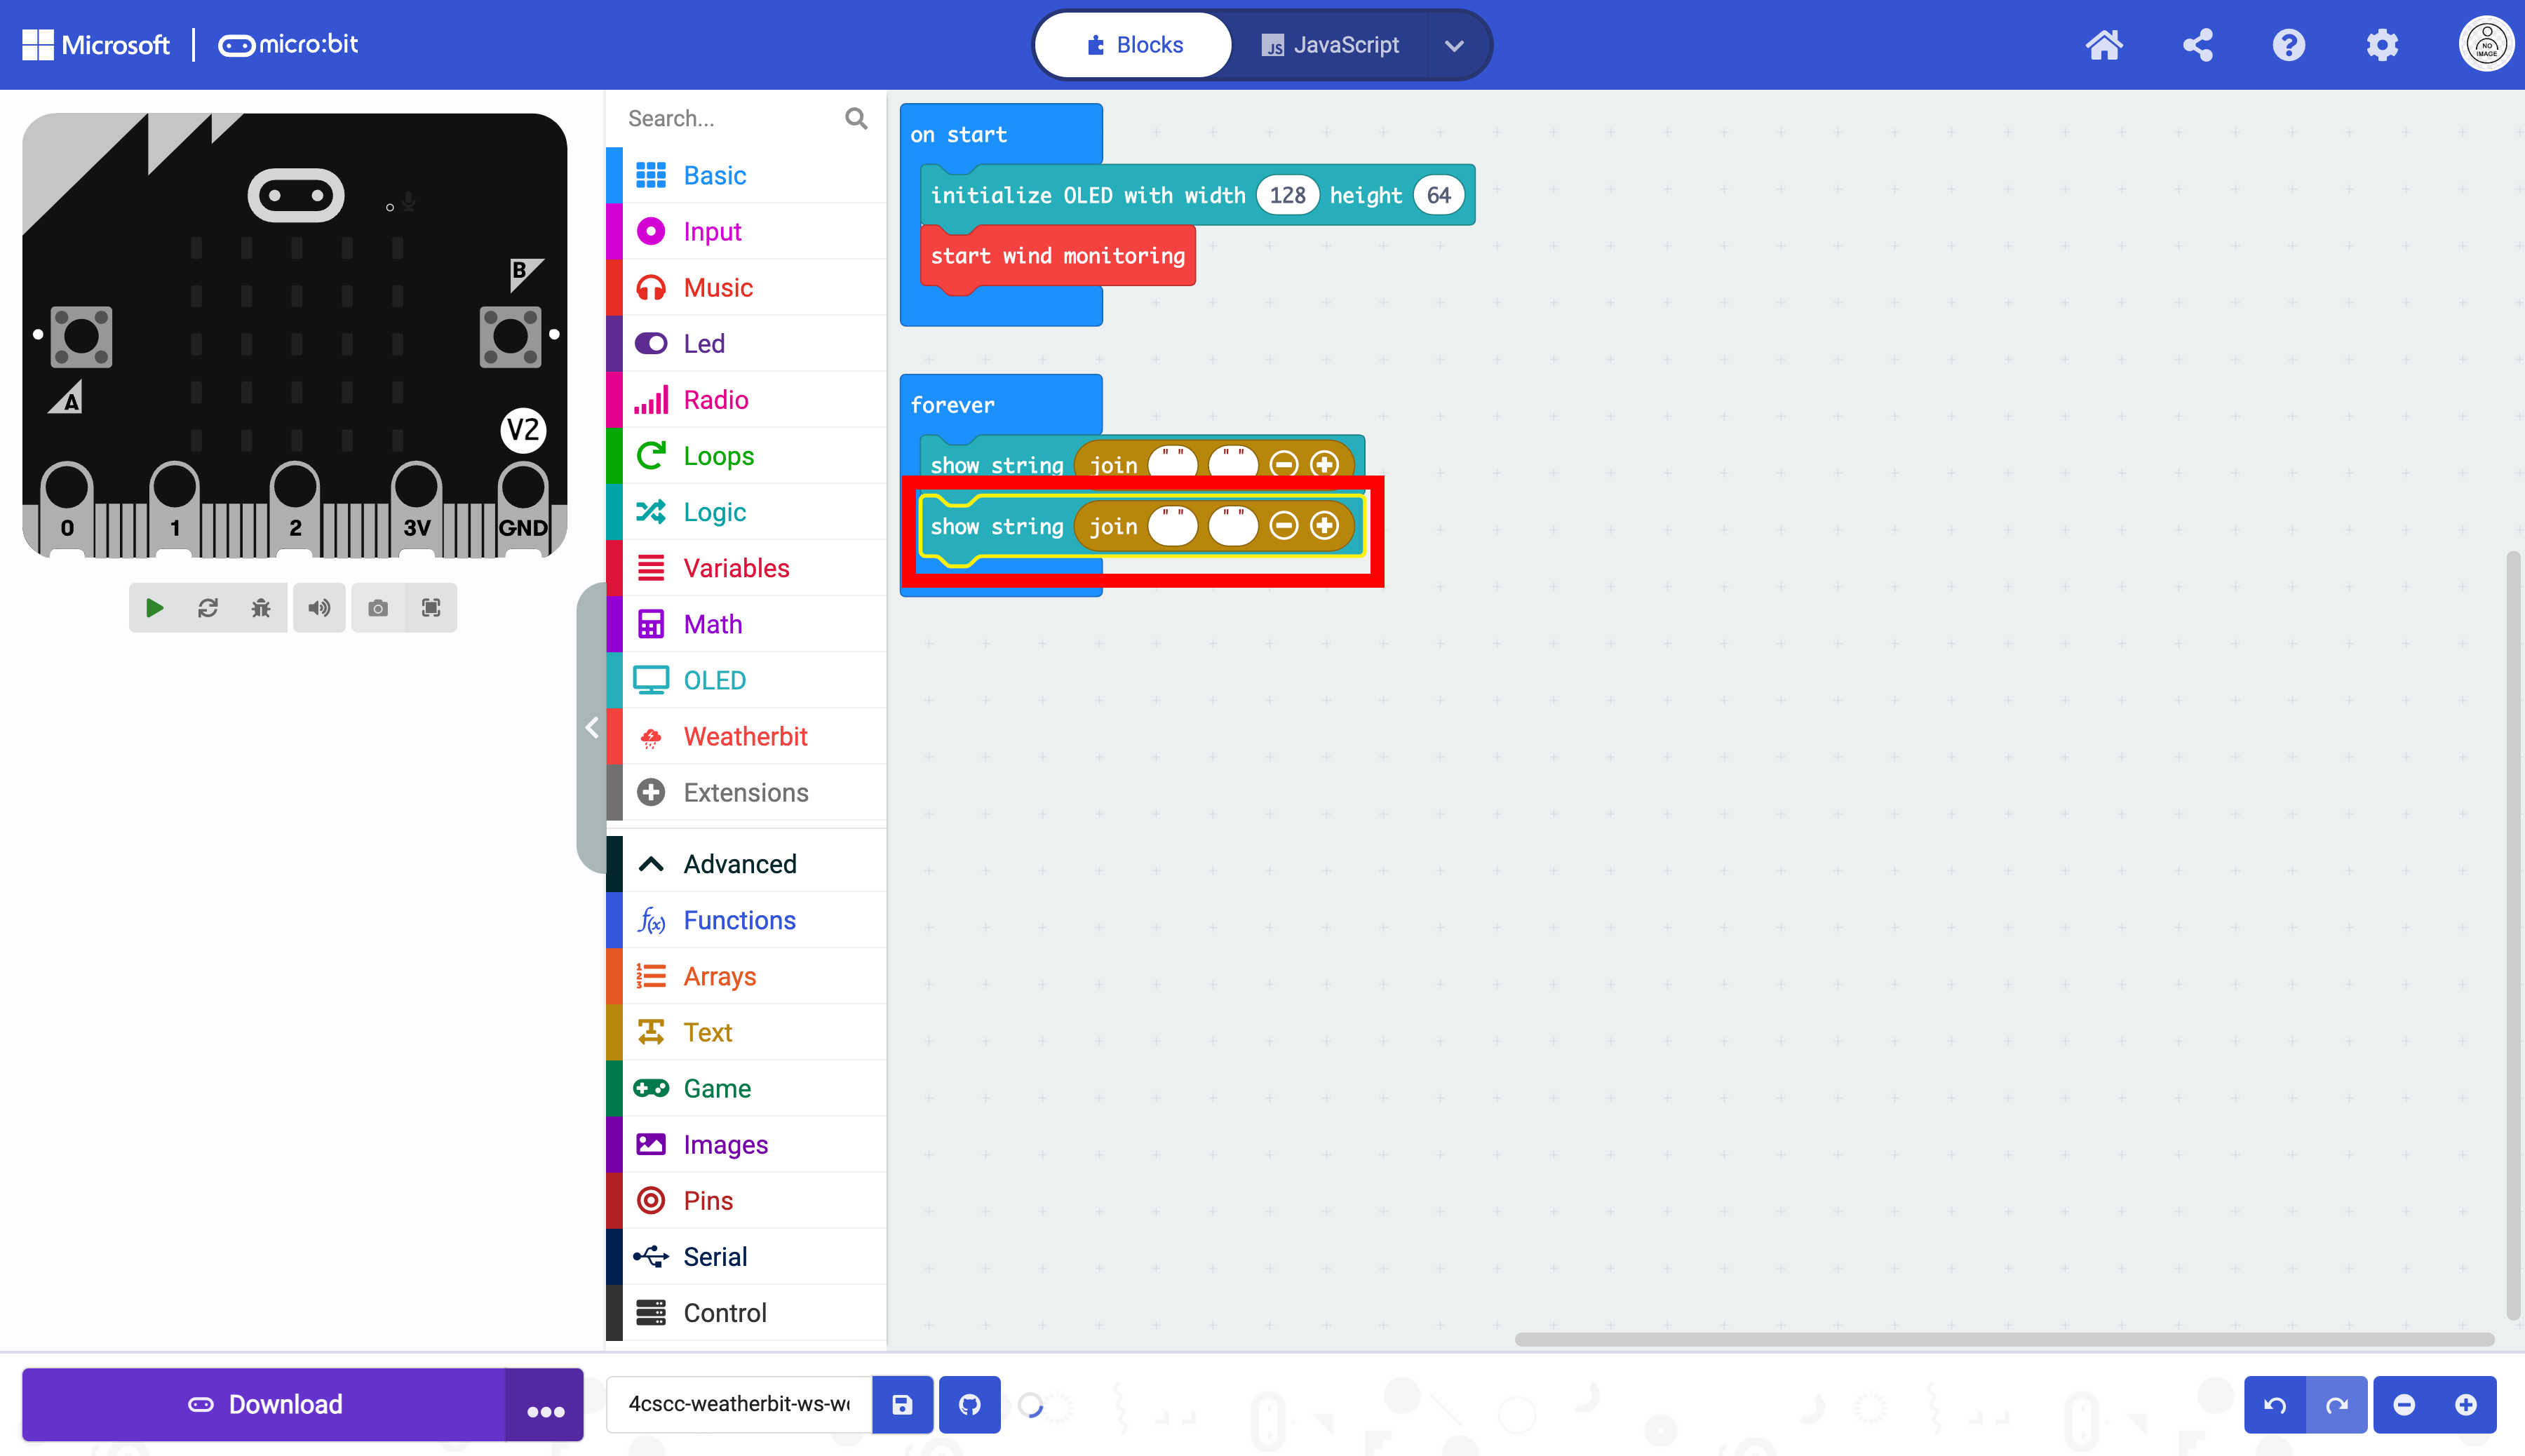 Microsoft | micro:bit
Blocks
JavaScript
NO
IMAGE
B
A
V2
0 1 2 3V GND
Search...
Basic
Input
Music
Led
Radio
Loops
Logic
Variables
Math
OLED
Weatherbit
Extensions
Advanced
Functions
Arrays
Text
Game
Images
Pins
Serial
Control
on start
initialize OLED with width 128 height 64
start wind monitoring
forever
show string join " " " "
show string join " " " "
Download
4cscc-weatherbit-ws-w